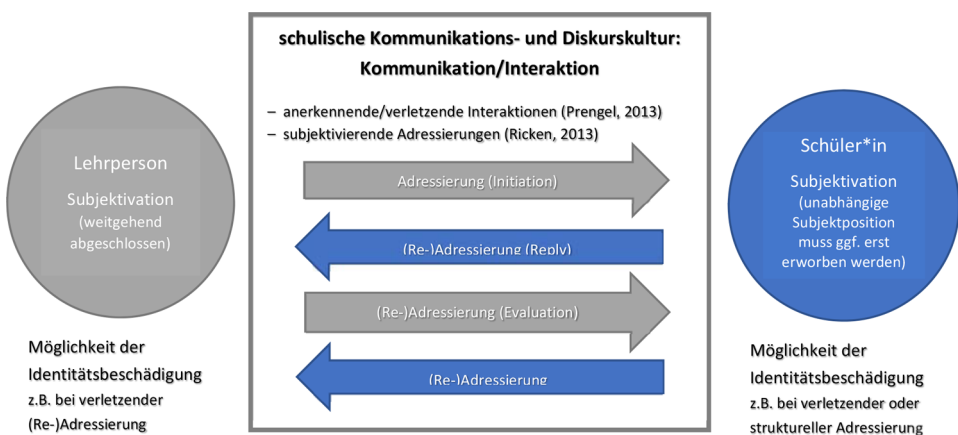 schulische Kommunikations- und Diskurskultur:
Kommunikation/Interaktion
– anerkennende/verletzende Interaktionen (Prengel, 2013)
– subjektivierende Adressierungen (Ricken, 2013)
Lehrperson
Subjektivation
(weitgehend
abgeschlossen)
Adressierung (Initiation)
(Re-)Adressierung (Reply)
(Re-)Adressierung (Evaluation)
(Re-)Adressierung
Schüler*in
Subjektivation
(unabhängige
Subjektposition
muss ggf. erst
erworben werden)
Möglichkeit der
Identitätsbeschädigung
z.B. bei verletzender
(Re-)Adressierung
Möglichkeit der
Identitätsbeschädigung
z.B. bei verletzender oder
struktureller Adressierung